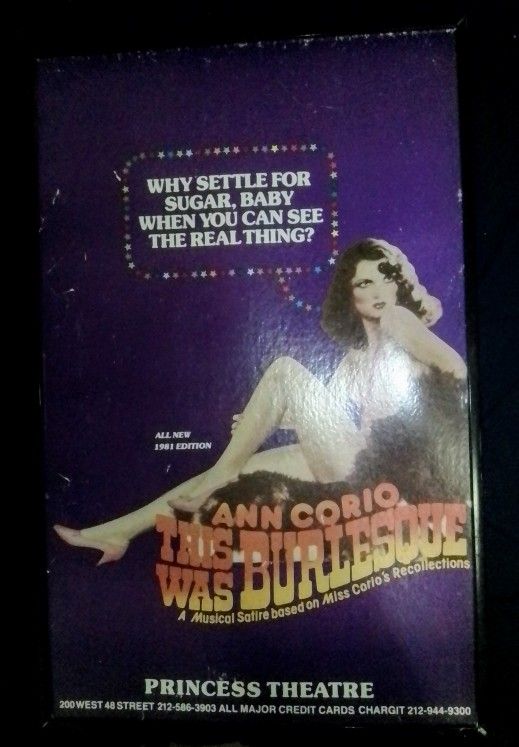 WHY SETTLE FOR
SUGAR, BABY
WHEN YOU CAN SEE
THE REAL THING?
ALL NEW
1981 EDITION
ANN CORIO
THIS
WAS BURLESQUE
A Musical Satire based on Miss Corio's Recollections
PRINCESS THEATRE
200 WEST 48 STREET 212-586-3903 ALL MAJOR CREDIT CARDS CHARGIT 212-944-9300